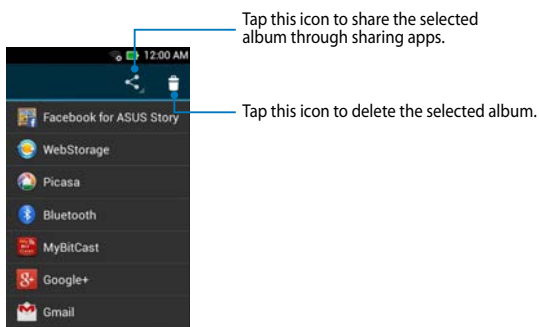 Tap this icon to share the selected
album through sharing apps.
12:00 AM
Tap this icon to delete the selected album.
Facebook for ASUS Story
WebStorage
Picasa
Bluetooth
MyBitCast
Google+
Gmail